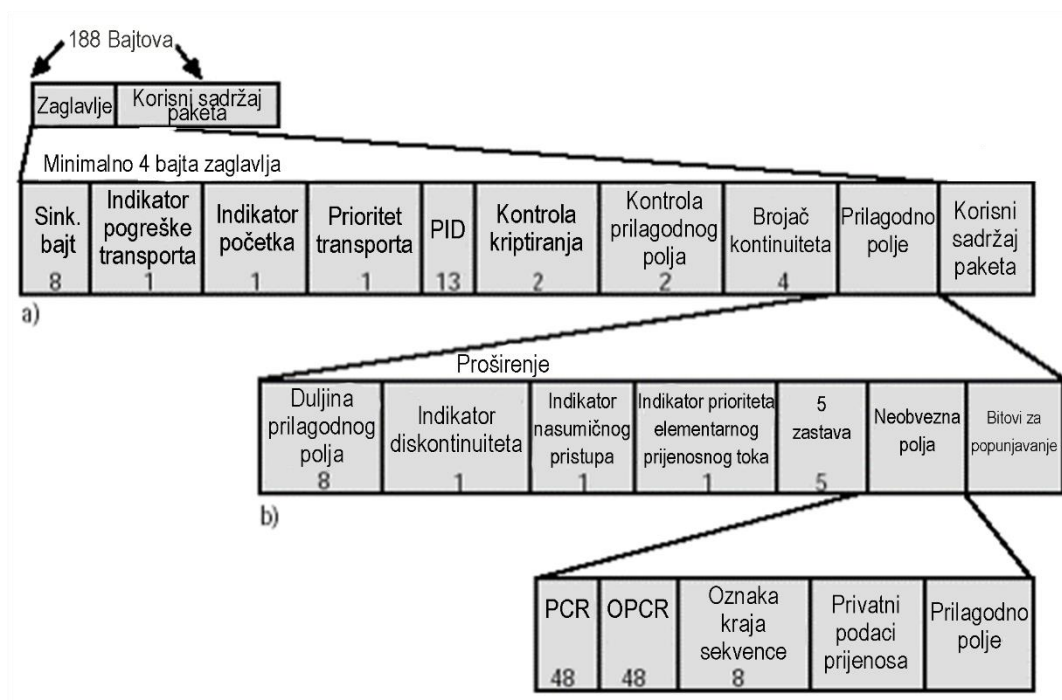 188 Bajtova
Zaglavlje
Korisni sadržaj
paketa
Minimalno 4 bajta zaglavlja
Sink.
bajt
8
Indikator
pogreške
transporta
1
Indikator
početka
1
Prioritet
transporta
1
PID
13
Kontrola
kriptiranja
2
Kontrola
prilagodnog
polja
2
Brojač
kontinuiteta
4
Prilagodno
polje
Korisni
sadržaj
paketa
a)
Proširenje
Duljina
prilagodnog
polja
8
Indikator
diskontinuiteta
1
Indikator
nasumičnog
pristupa
1
Indikator prioriteta
elementarnog
prijenosnog toka
1
5
zastava
5
Neobvezna
polja
Bitovi za
popunjavanje
b)
PCR
48
OPCR
48
Oznaka
kraja
sekvence
8
Privatni
podaci
prijenosa
Prilagodno
polje